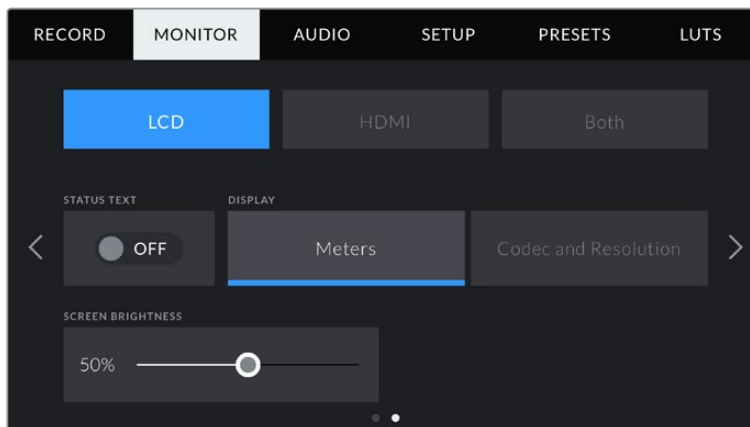 RECORD MONITOR AUDIO SETUP PRESETS LUTS
LCD HDMI Both
STATUS TEXT DISPLAY
OFF Meters Codec and Resolution
SCREEN BRIGHTNESS
50%